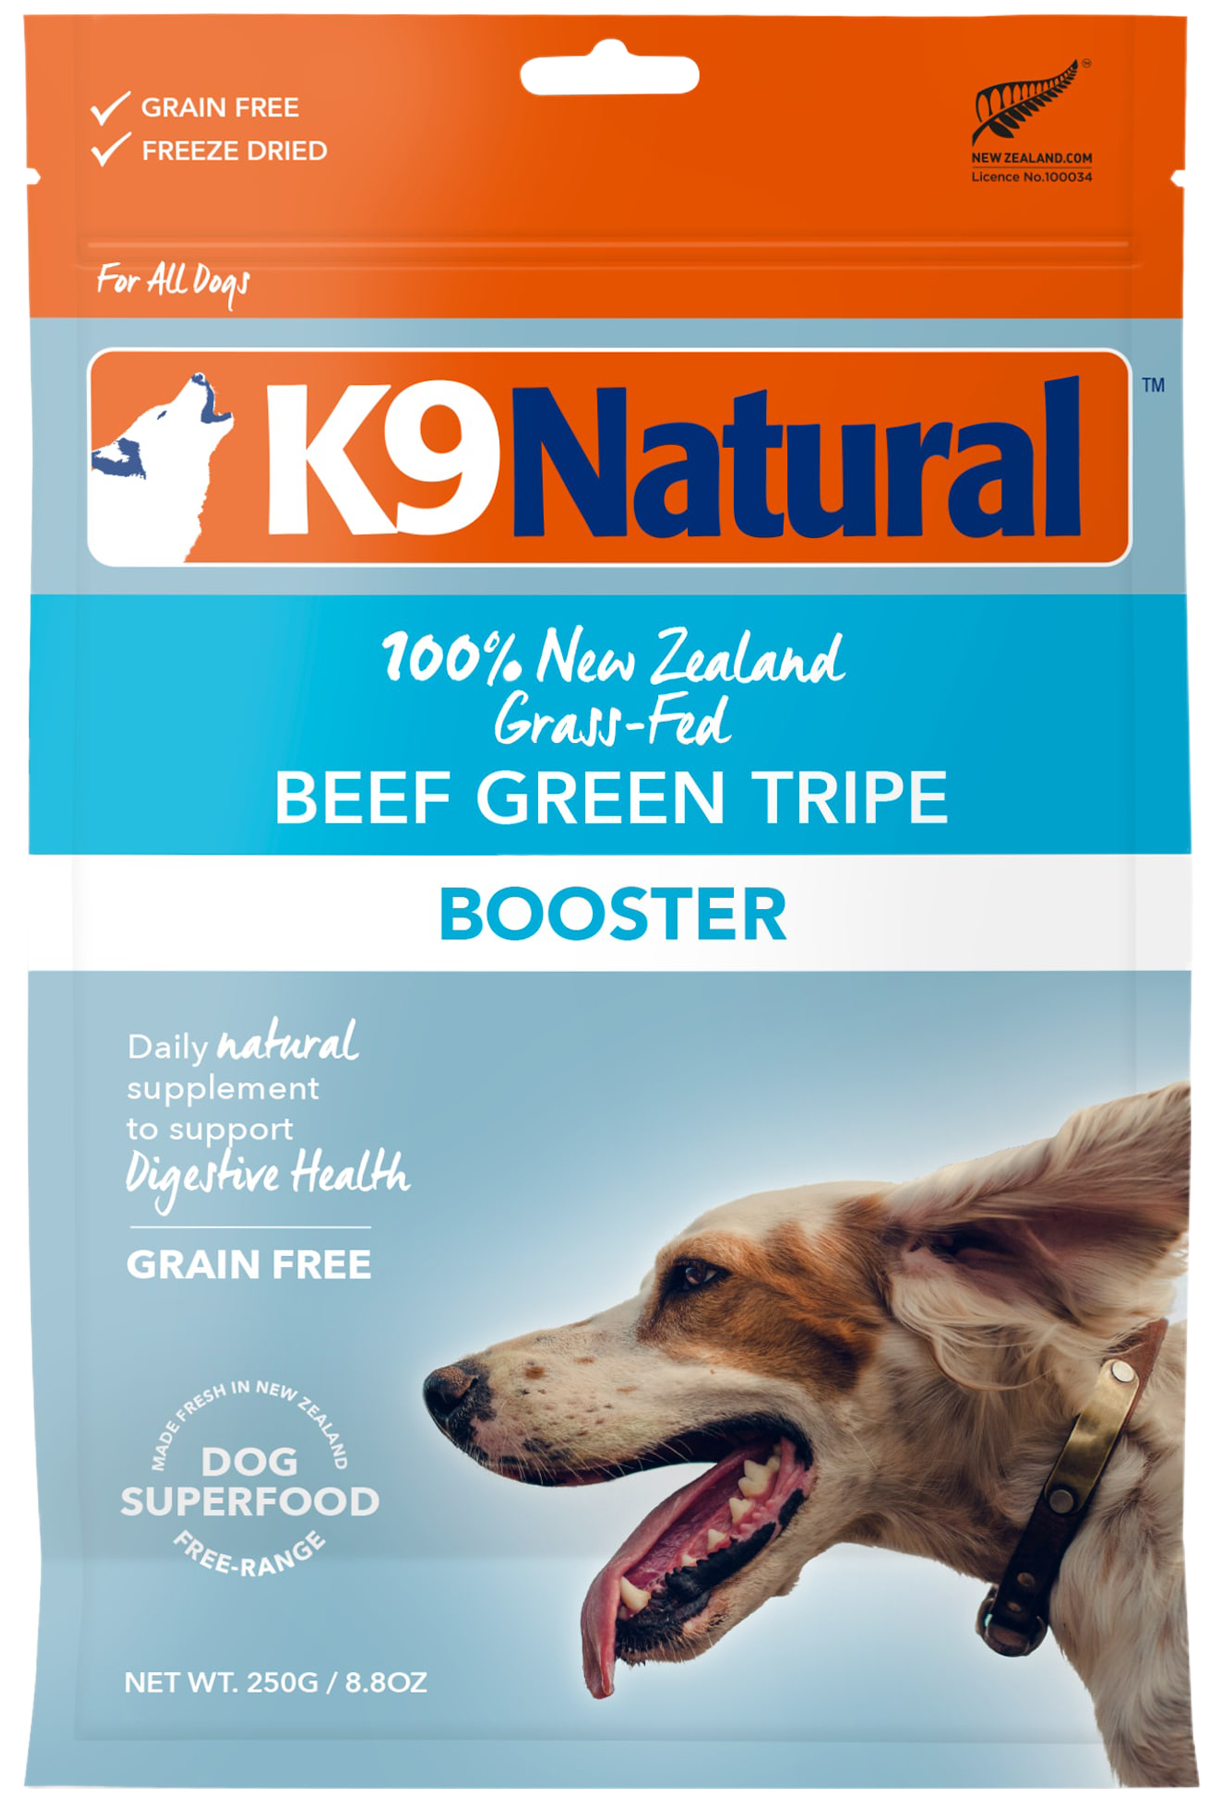 GRAIN FREE
FREEZE DRIED
NEW ZEALAND.COM
Licence No.100034
For All Dogs
K9Natural™
100% New Zealand
Grass-Fed
BEEF GREEN TRIPE
BOOSTER
Daily natural
supplement
to support
Digestive Health
GRAIN FREE
MADE FRESH IN NEW ZEALAND
DOG
SUPERFOOD
FREE-RANGE
NET WT. 250G / 8.8OZ